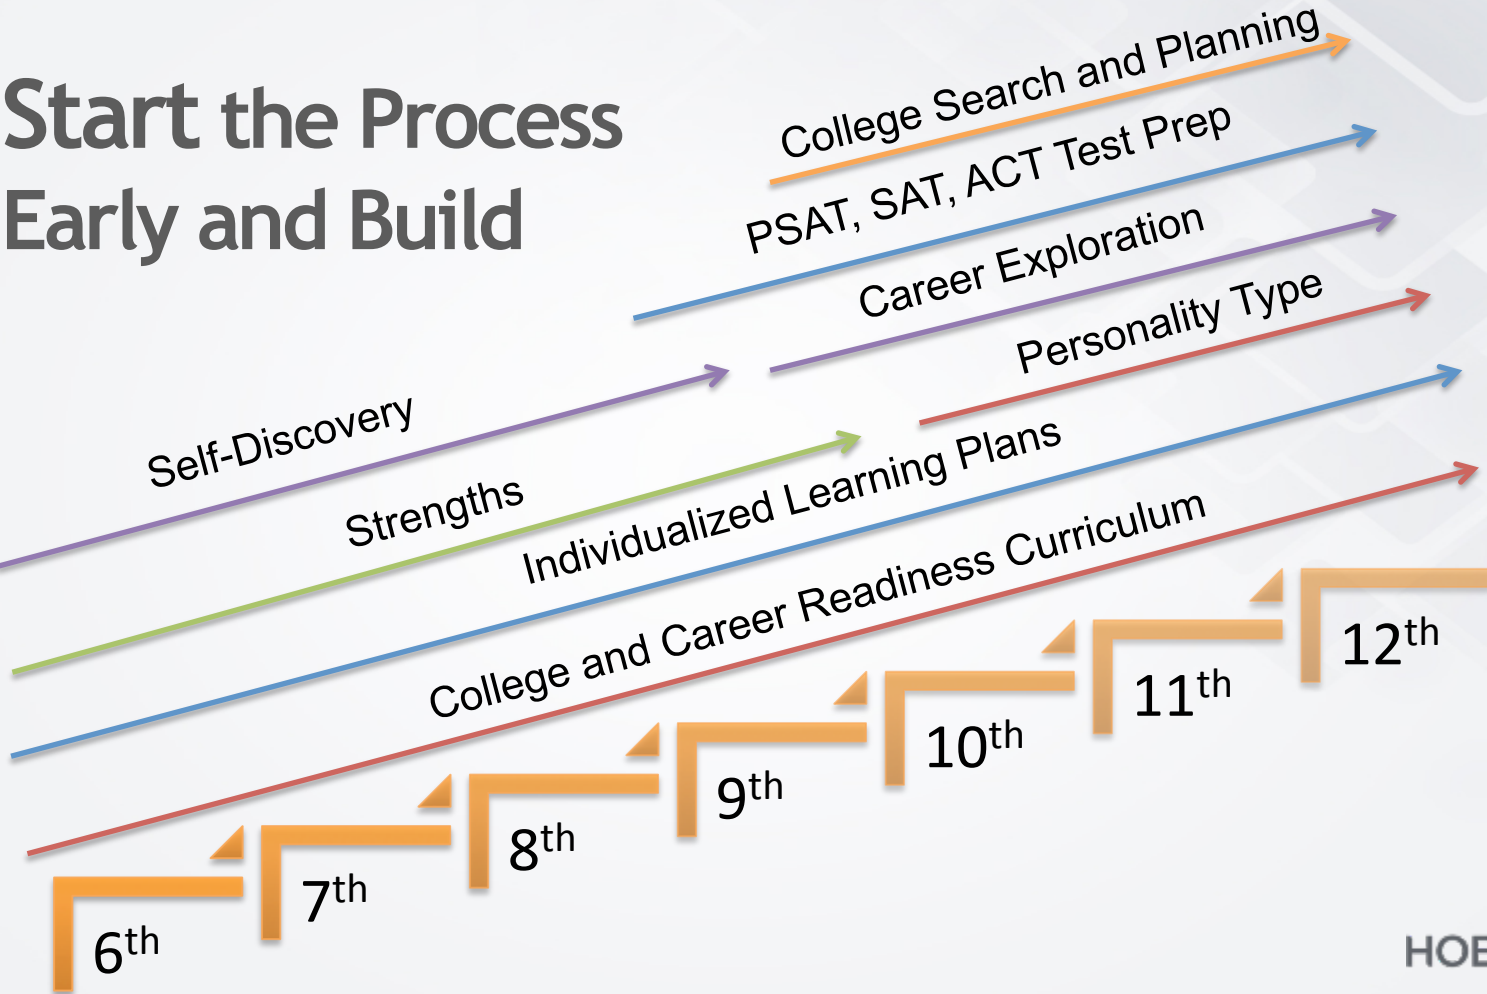 Start the Process
Early and Build
College Search and Planning
PSAT, SAT, ACT Test Prep
Career Exploration
Personality Type
Self-Discovery
Strengths
Individualized Learning Plans
College and Career Readiness Curriculum
6th
7th
8th
9th
10th
11th
12th